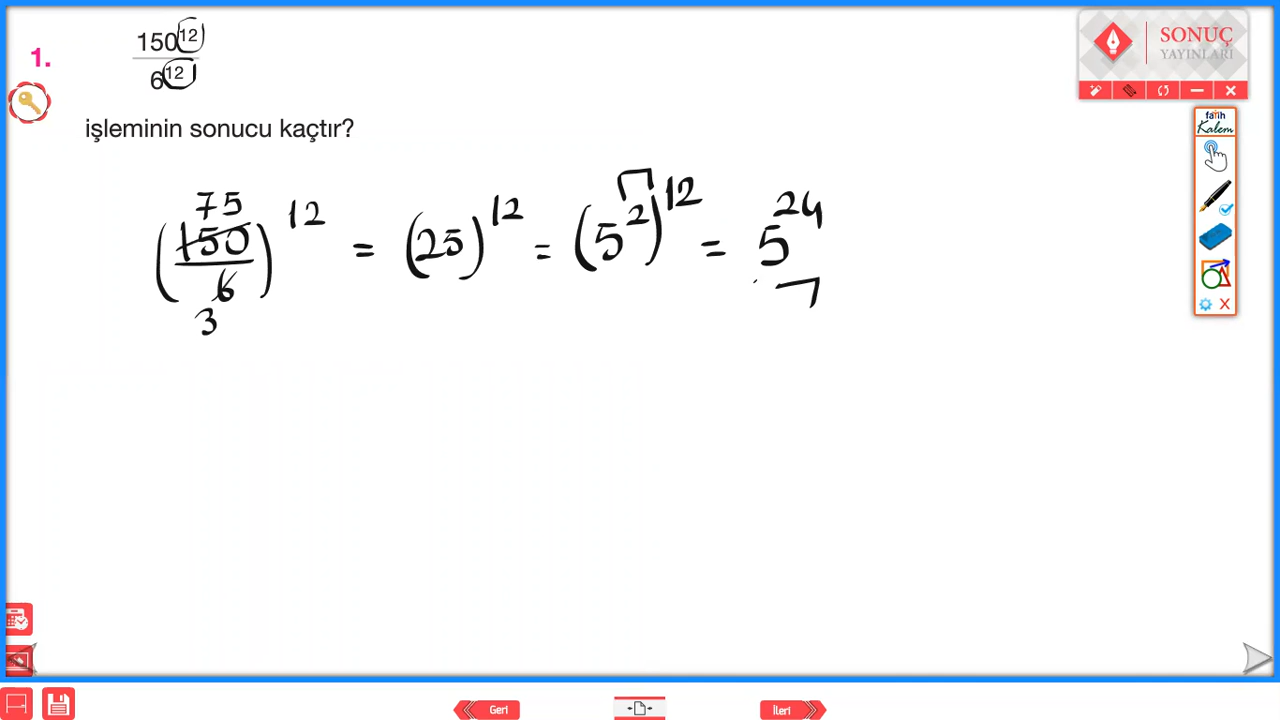 1.
150^12
6^12
işleminin sonucu kaçtır?
75
(150/6)^12 = (25)^12 = (5^2)^12 = 5^24
3
SONUÇ
YAYINLARI
fatih
Kalem
Geri
İleri